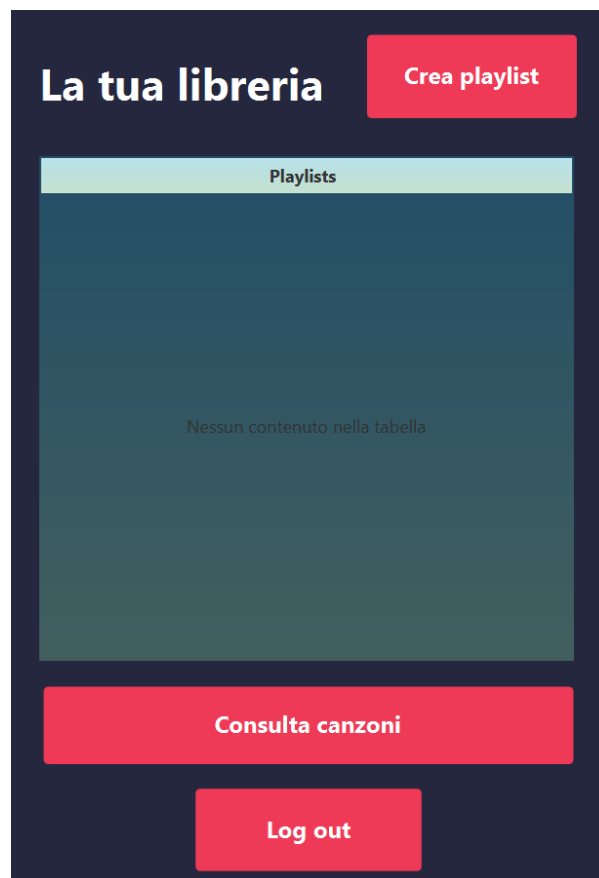 La tua libreria
Crea playlist
Playlists
Nessun contenuto nella tabella
Consulta canzoni
Log out